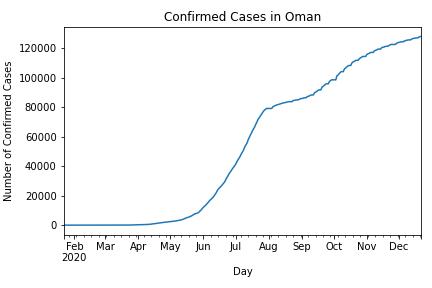 Confirmed Cases in Oman
120000
100000
80000
60000
40000
20000
0
Number of Confirmed Cases
Feb Mar Apr May Jun Jul Aug Sep Oct Nov Dec
2020
Day